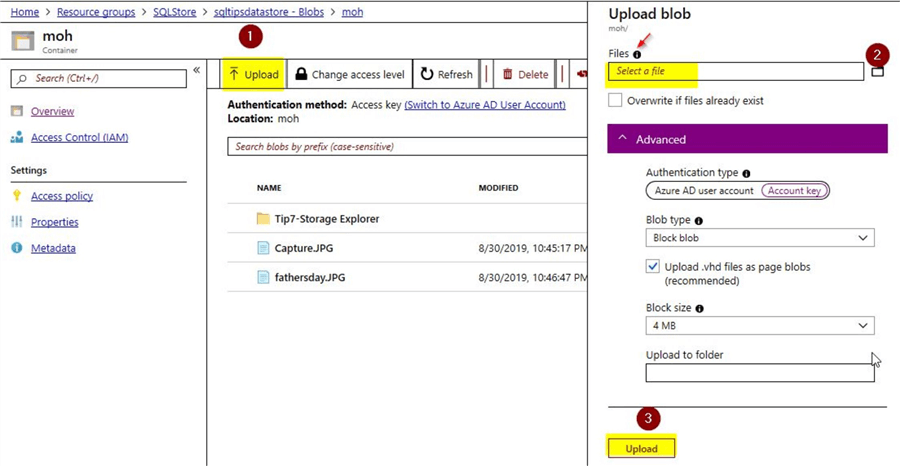 Home > Resource groups > SQLStore > sqltipsdatastore - Blobs > moh
moh
Container
Search (Ctrl+/)
«
Overview
Access Control (IAM)
Settings
Access policy
Properties
Metadata
1
Upload
Change access level
Refresh
Delete
Authentication method: Access key (Switch to Azure AD User Account)
Location: moh
Search blobs by prefix (case-sensitive)
NAME MODIFIED
Tip7-Storage Explorer
Capture.JPG 8/30/2019, 10:45:17 PM
fathersday.JPG 8/30/2019, 10:46:47 PM
Upload blob
moh/
Files
2
Select a file
Overwrite if files already exist
Advanced
Authentication type
Azure AD user account Account key
Blob type
Block blob
Upload .vhd files as page blobs
(recommended)
Block size
4 MB
Upload to folder
3
Upload